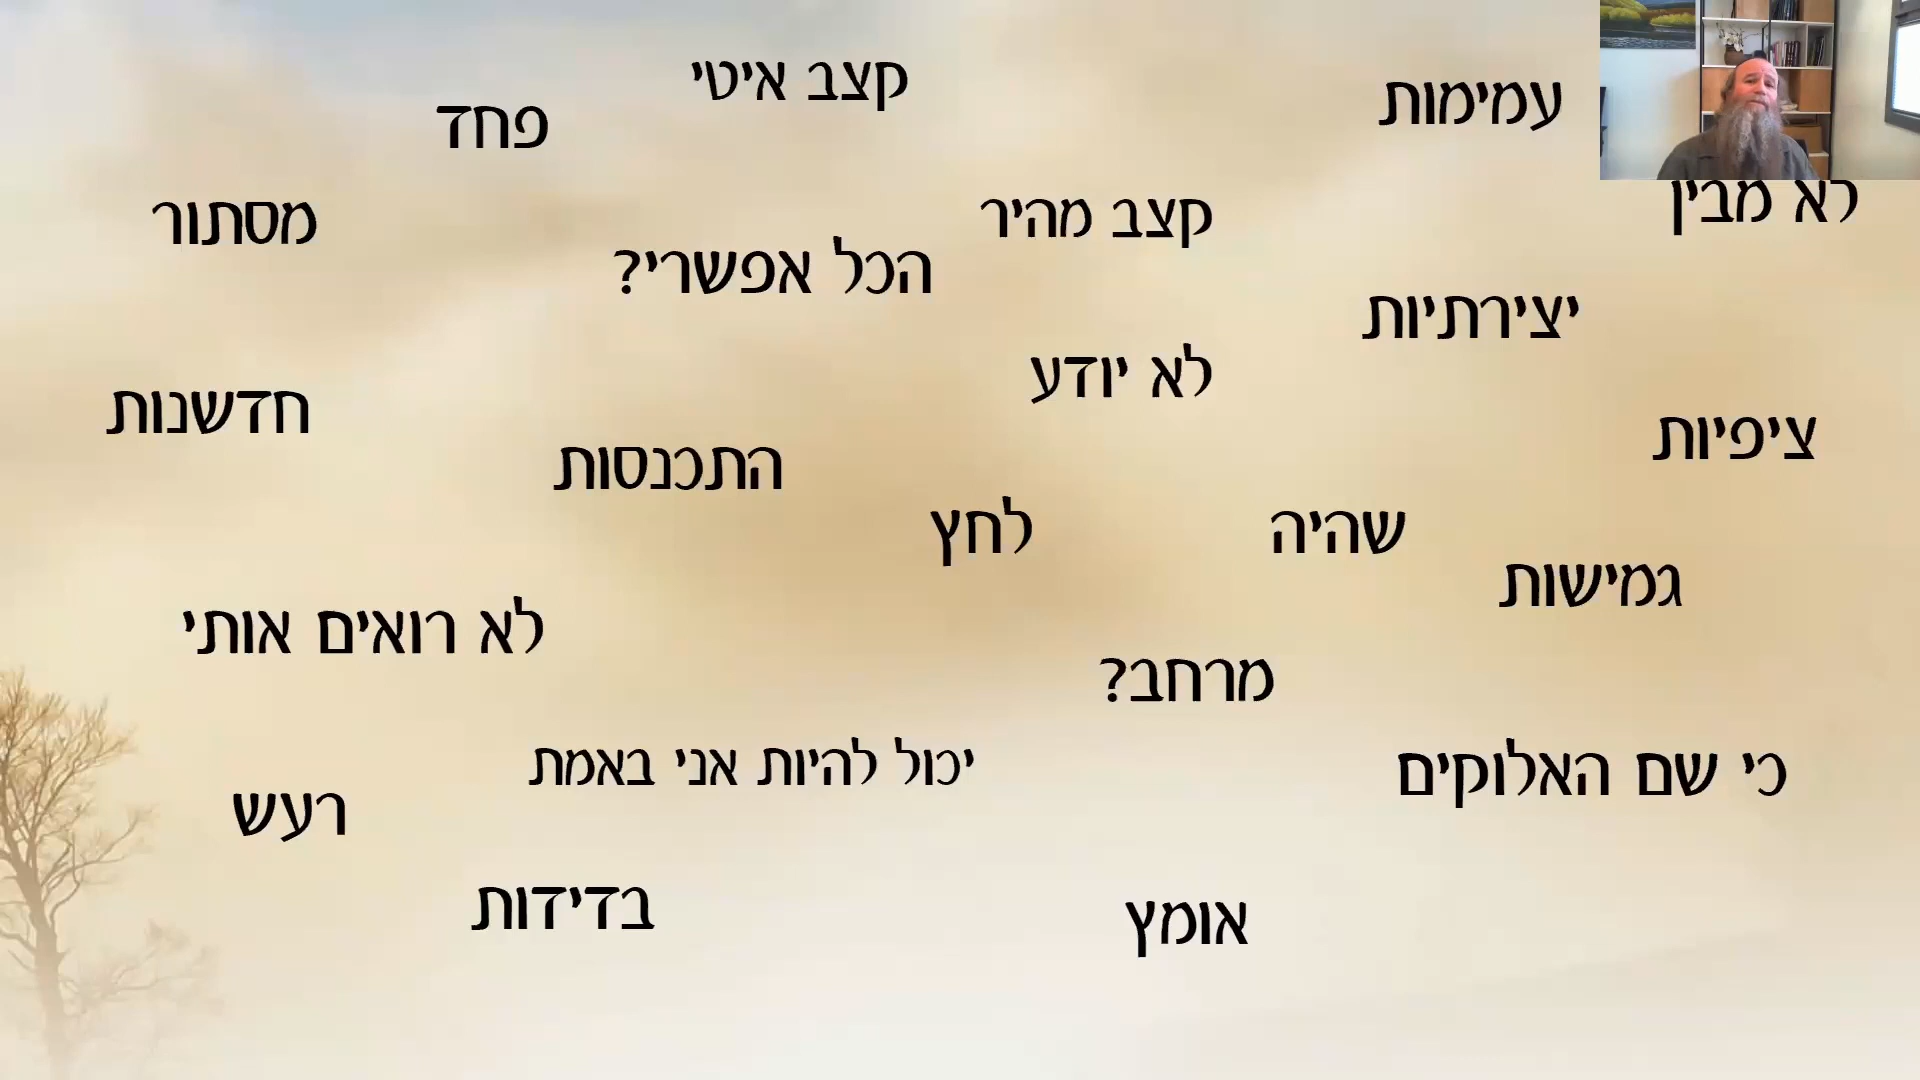 קצב איטי
עמימות
פחד
לא מבין
קצב מהיר
מסתור
הכל אפשרי?
יצירתיות
לא יודע
חדשנות
ציפיות
התכנסות
לחץ
שהיה
גמישות
לא רואים אותי
מרחב?
יכול להיות אני באמת
כי שם האלוקים
רעש
בדידות
אומץ